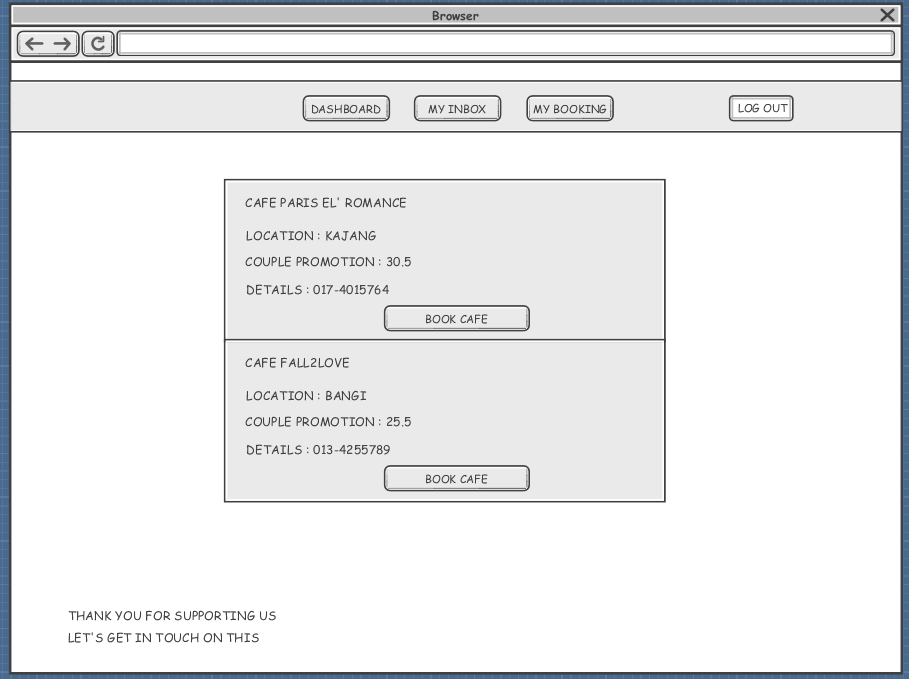 Browser
DASHBOARD MY INBOX MY BOOKING LOG OUT
CAFE PARIS EL' ROMANCE
LOCATION : KAJANG
COUPLE PROMOTION : 30.5
DETAILS : 017-4015764
BOOK CAFE
CAFE FALL2LOVE
LOCATION : BANGI
COUPLE PROMOTION : 25.5
DETAILS : 013-4255789
BOOK CAFE
THANK YOU FOR SUPPORTING US
LET'S GET IN TOUCH ON THIS